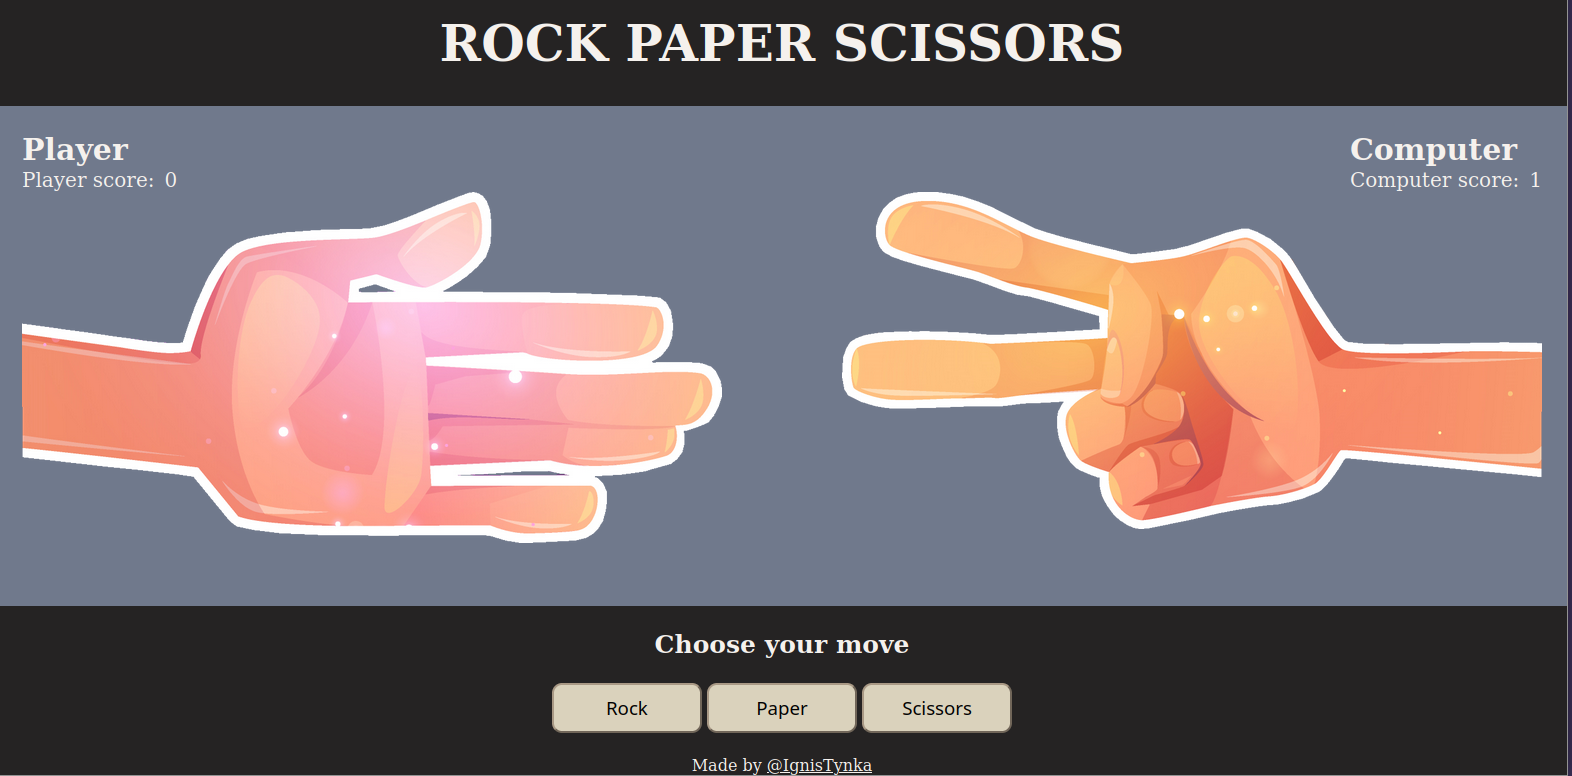 ROCK PAPER SCISSORS
Player
Player score: 0
Computer
Computer score: 1
Choose your move
Rock
Paper
Scissors
Made by @IgnisTynka